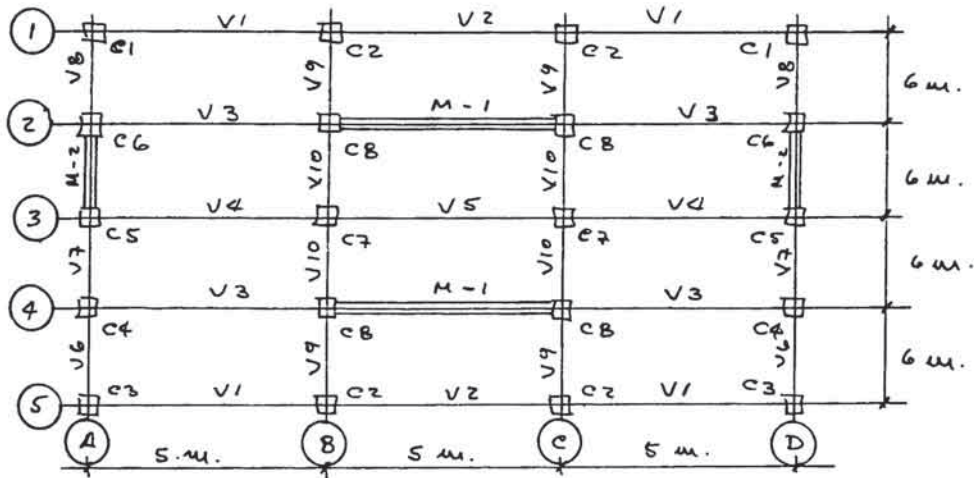 1 V1 V2 V1
C1 C2 C2 C1
V8 V9 V9 V8 6 m.
2 V3 M-1 V3
C6 C8 C8 C6
M-2 V10 V10 M-2 6 m.
3 V4 V5 V4
C5 C7 C7 C5
V7 V10 V10 V7 6 m.
4 V3 M-1 V3
C4 C8 C8 C4
V6 V9 V9 V6 6 m.
C3 C2 C2 C3
5 V1 V2 V1
A B C D
5 m. 5 m. 5 m.